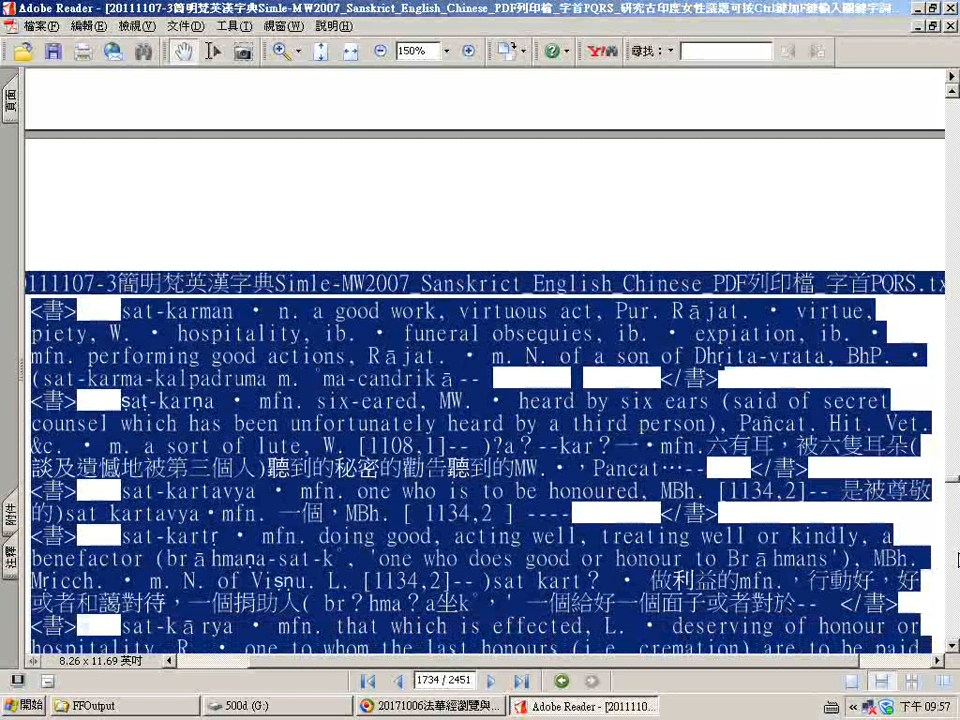 Adobe Reader - [20111107-3簡明梵英漢字典Simle-MW2007_Sanskrit_English_Chinese_PDF列印檔_字首PQRS_研究古印度女性議題可按Ctrl鍵加F鍵輸入關鍵字詞
檔案(F) 編輯(E) 檢視(V) 文件(D) 工具(T) 視窗(W) 說明(H)
150% Y! 尋找:
頁面
111107-3簡明梵英漢字典Simle-MW2007_Sanskrit_English_Chinese_PDF列印檔_字首PQRS.tx
<書> sat-karman • n. a good work, virtuous act, Pur. Rājat. • virtue,
piety, W. • hospitality, ib. • funeral obsequies, ib. • expiation, ib. •
mfn. performing good actions, Rājat. • m. N. of a son of Dhṛita-vrata, BhP. •
(sat-karma-kalpadruma m. °ma-candrikā-- </書>
<書> ṣaṭ-karṇa • mfn. six-eared, MW. • heard by six ears (said of secret
counsel which has been unfortunately heard by a third person), Pañcat. Hit. Vet.
&c. • m. a sort of lute, W. [1108,1]-- )?a?--kar?一•mfn.六有耳，被六隻耳朵(
談及遺憾地被第三個人)聽到的秘密的勸告聽到的MW.•，Pancat…-- </書>
<書> sat-kartavya • mfn. one who is to be honoured, MBh. [1134,2]-- 是被尊敬
的)sat kartavya•mfn. 一個，MBh. [ 1134,2 ] ---- </書>
<書> sat-kartṛ • mfn. doing good, acting well, treating well or kindly, a
benefactor (brāhmaṇa-sat-k°, 'one who does good or honour to Brāhmans'), MBh.
Mṛicch. • m. N. of Viṣṇu. L. [1134,2]-- )sat kart? • 做利益的mfn.，行動好，好
或者和藹對待，一個捐助人( br?hma?a坐k°，' 一個給好一個面子或者對於-- </書>
<書> sat-kārya • mfn. that which is effected, L. • deserving of honour or
hospitality, R. • one to whom the last honours (i.e. cremation) are to be paid
附件
注釋
8.26 x 11.69 英吋
1734 / 2451
開始 FFOutput 500d (G:) 20171006法華經瀏覽與... Adobe Reader - [2011110... 下午 09:57